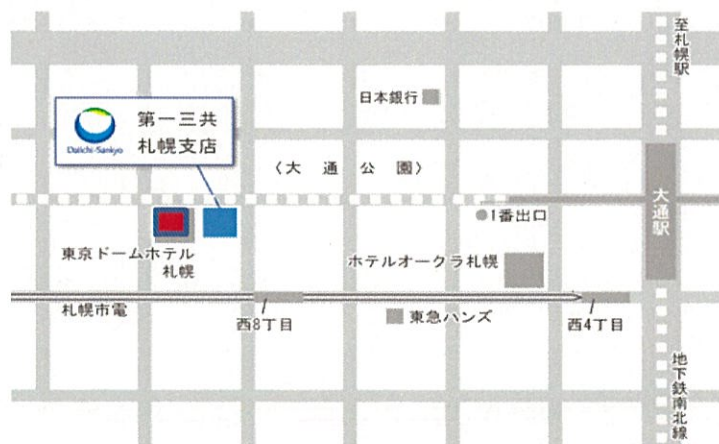 至札幌駅
日本銀行
第一三共
札幌支店
Daiichi-Sankyo
〈大通公園〉
大通駅
1番出口
東京ドームホテル
札幌
ホテルオークラ札幌
札幌市電
西8丁目
東急ハンズ
西4丁目
地下鉄南北線